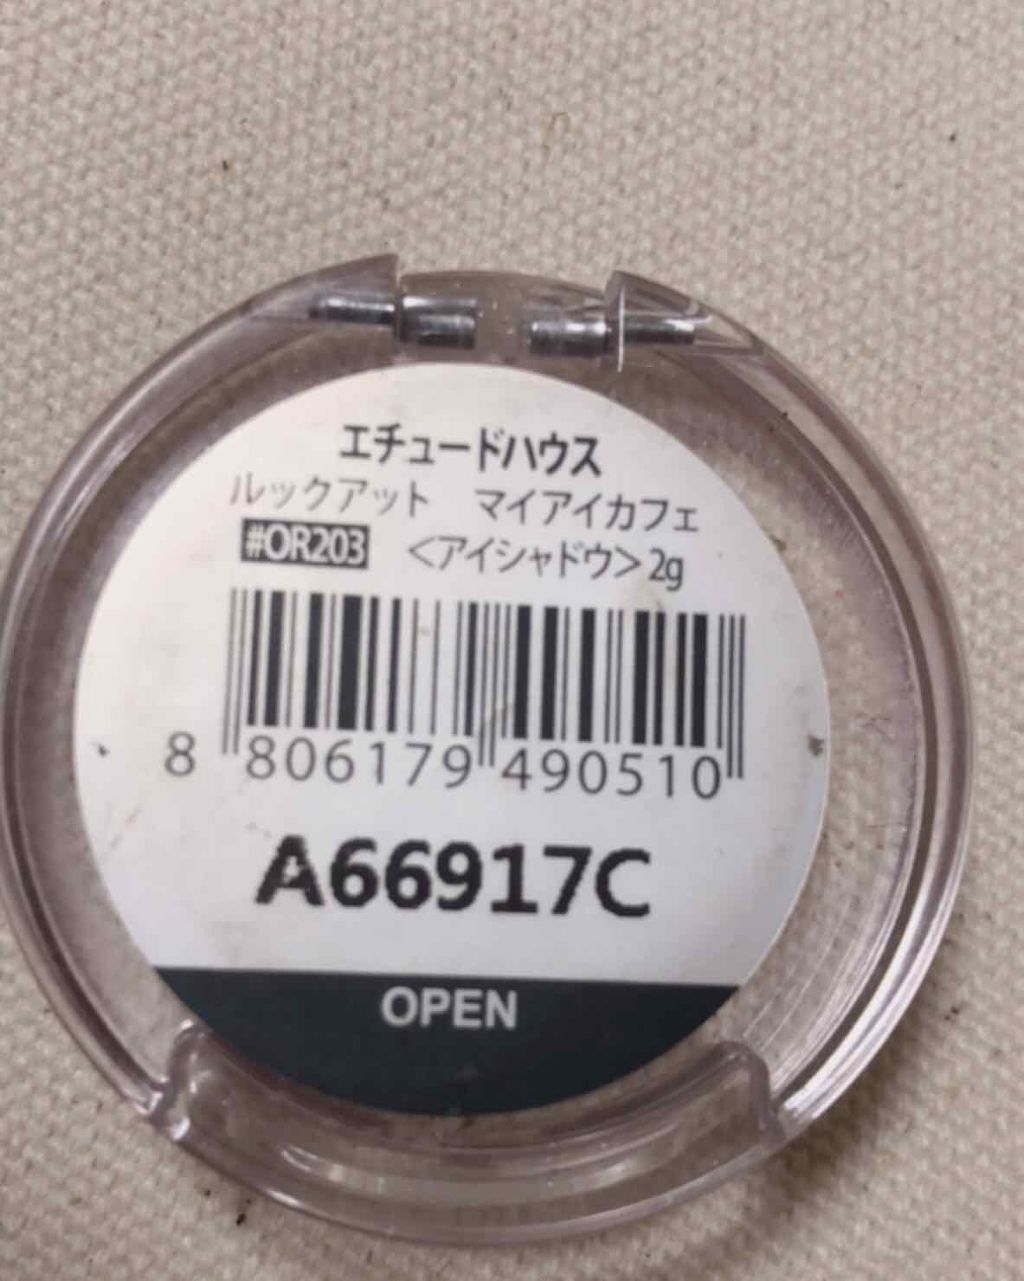 エチュードハウス
ルックアット　マイアイカフェ
#OR203 <アイシャドウ> 2g
8 806179 490510
A66917C
OPEN